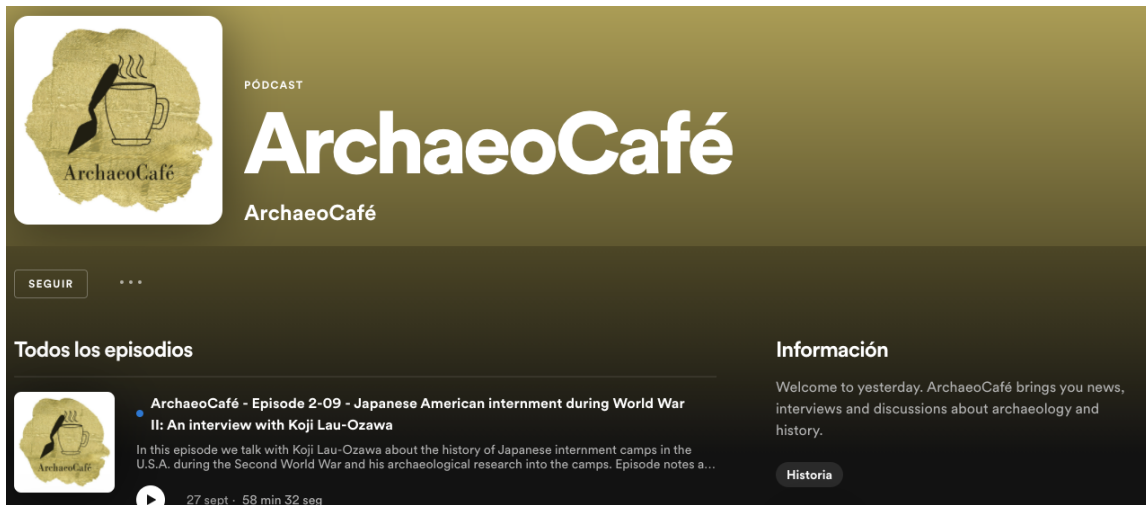 ArchaeoCafé
PÓDCAST
ArchaeoCafé
ArchaeoCafé
SEGUIR
Todos los episodios
ArchaeoCafé
ArchaeoCafé - Episode 2-09 - Japanese American internment during World War
II: An interview with Koji Lau-Ozawa
In this episode we talk with Koji Lau-Ozawa about the history of Japanese internment camps in the
U.S.A. during the Second World War and his archaeological research into the camps. Episode notes a...
27 sept · 58 min 32 seg
Información
Welcome to yesterday. ArchaeoCafé brings you news,
interviews and discussions about archaeology and
history.
Historia